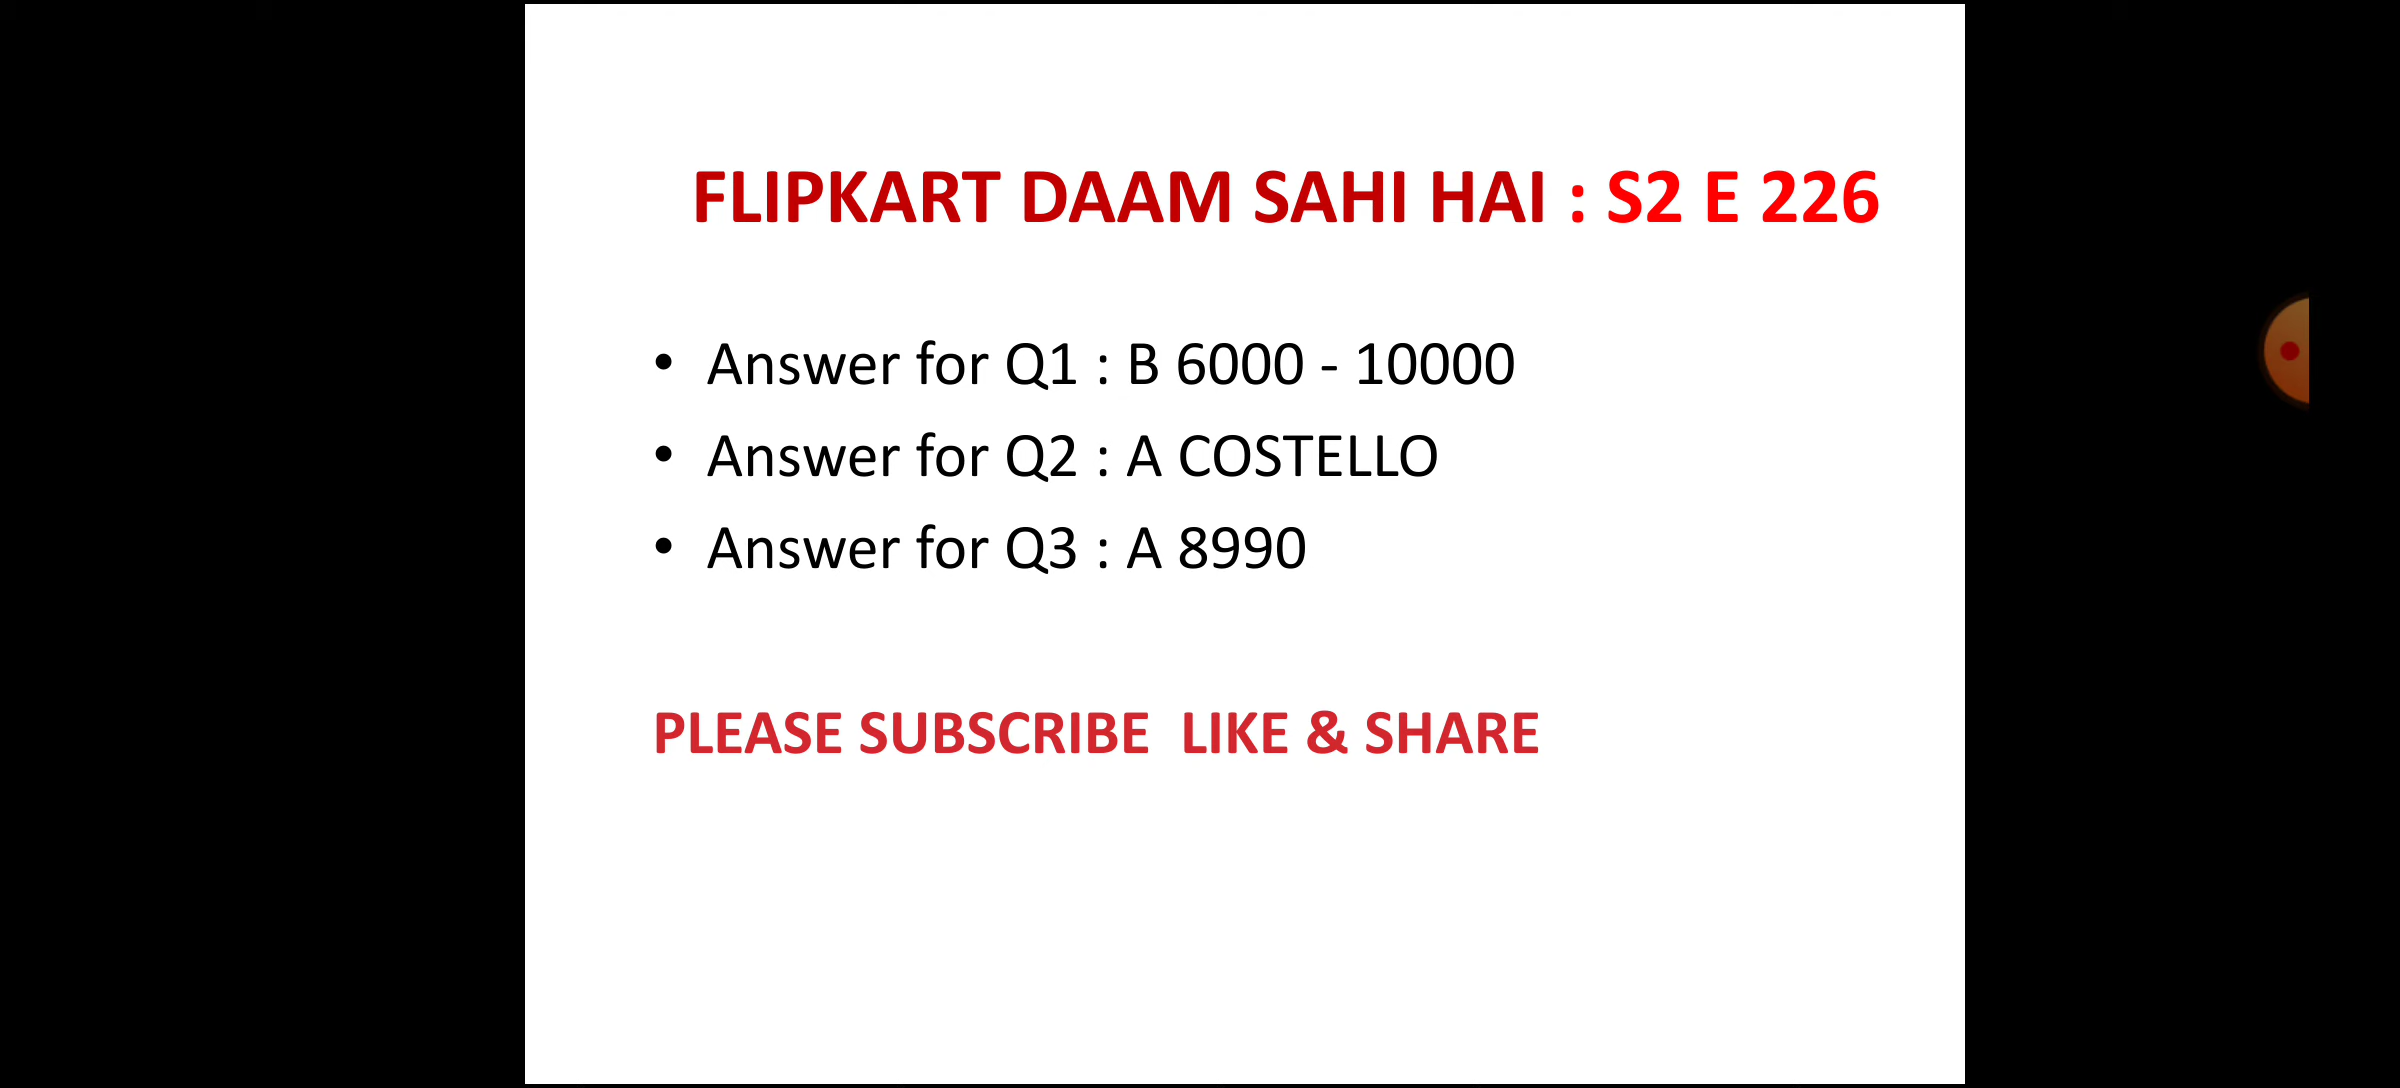 FLIPKART DAAM SAHI HAI : S2 E 226
• Answer for Q1 : B 6000 - 10000
• Answer for Q2 : A COSTELLO
• Answer for Q3 : A 8990
PLEASE SUBSCRIBE  LIKE & SHARE